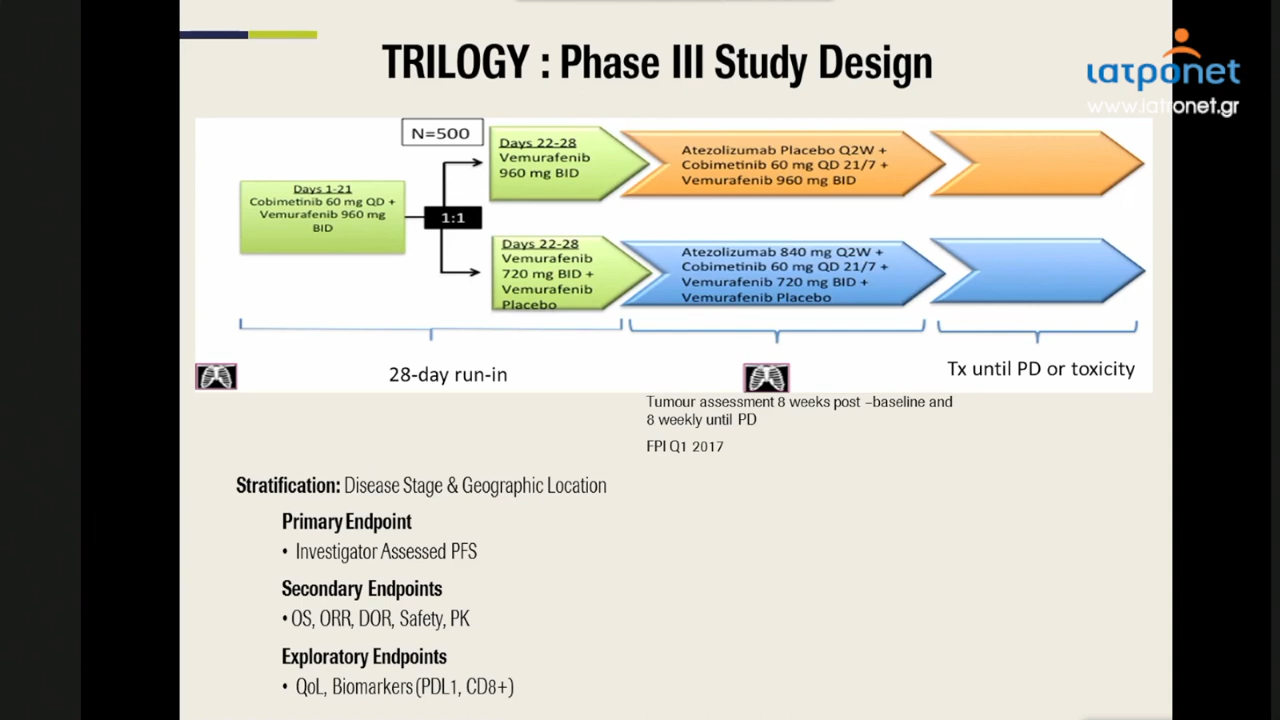 TRILOGY : Phase III Study Design
ιατροnet
www.iatronet.gr
N=500
Days 1-21
Cobimetinib 60 mg QD +
Vemurafenib 960 mg
BID
1:1
Days 22-28
Vemurafenib
960 mg BID
Atezolizumab Placebo Q2W +
Cobimetinib 60 mg QD 21/7 +
Vemurafenib 960 mg BID
Days 22-28
Vemurafenib
720 mg BID +
Vemurafenib
Placebo
Atezolizumab 840 mg Q2W +
Cobimetinib 60 mg QD 21/7 +
Vemurafenib 720 mg BID +
Vemurafenib Placebo
28-day run-in
Tx until PD or toxicity
Tumour assessment 8 weeks post –baseline and
8 weekly until PD
FPI Q1 2017
Stratification: Disease Stage & Geographic Location
Primary Endpoint
• Investigator Assessed PFS
Secondary Endpoints
• OS, ORR, DOR, Safety, PK
Exploratory Endpoints
• QoL, Biomarkers (PDL1, CD8+)